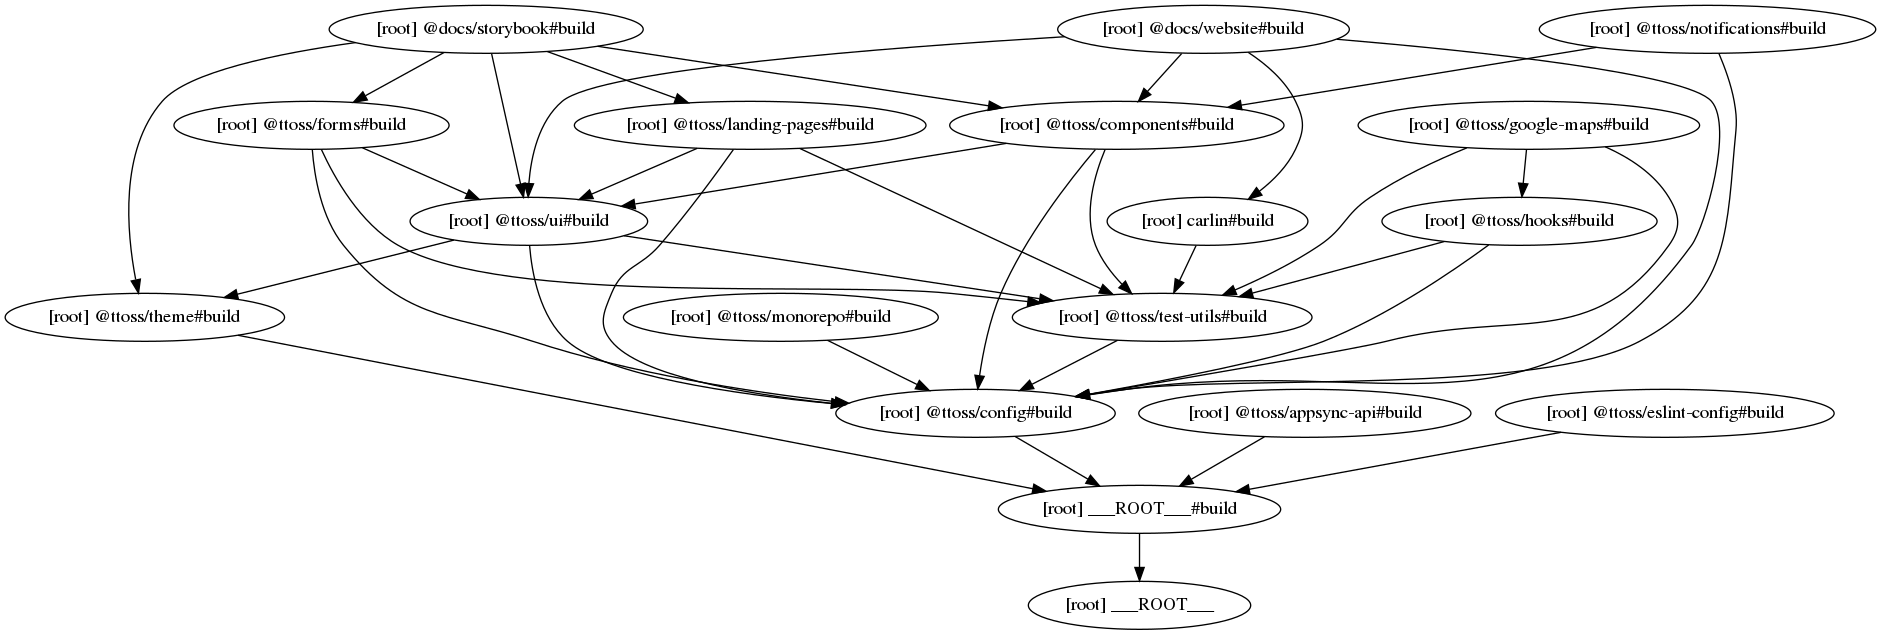 [root] @docs/storybook#build
[root] @docs/website#build
[root] @ttoss/notifications#build
[root] @ttoss/forms#build
[root] @ttoss/landing-pages#build
[root] @ttoss/components#build
[root] @ttoss/google-maps#build
[root] @ttoss/ui#build
[root] carlin#build
[root] @ttoss/hooks#build
[root] @ttoss/theme#build
[root] @ttoss/monorepo#build
[root] @ttoss/test-utils#build
[root] @ttoss/config#build
[root] @ttoss/appsync-api#build
[root] @ttoss/eslint-config#build
[root] ___ROOT___#build
[root] ___ROOT___